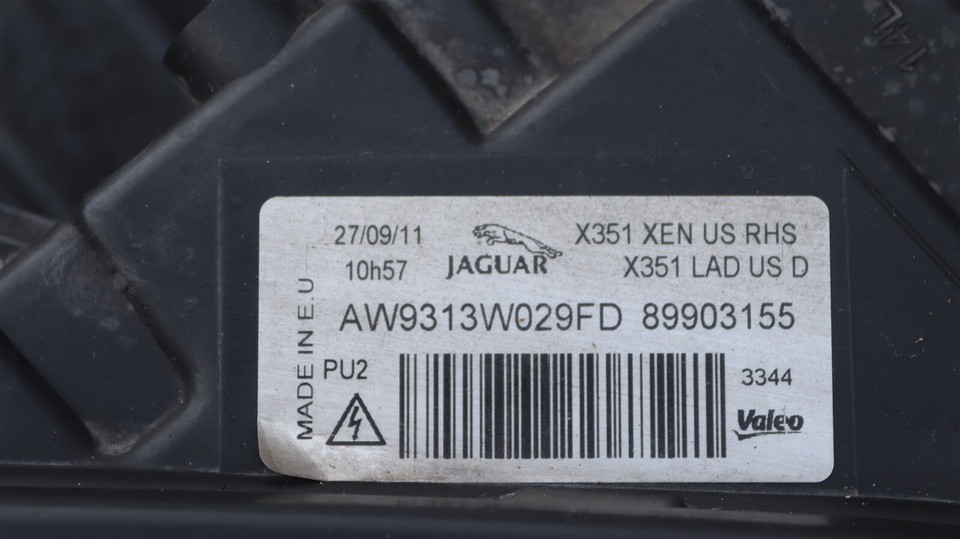 27/09/11
10h57
JAGUAR
X351 XEN US RHS
X351 LAD US D
MADE IN E.U
AW9313W029FD 89903155
PU2
3344
Valeo